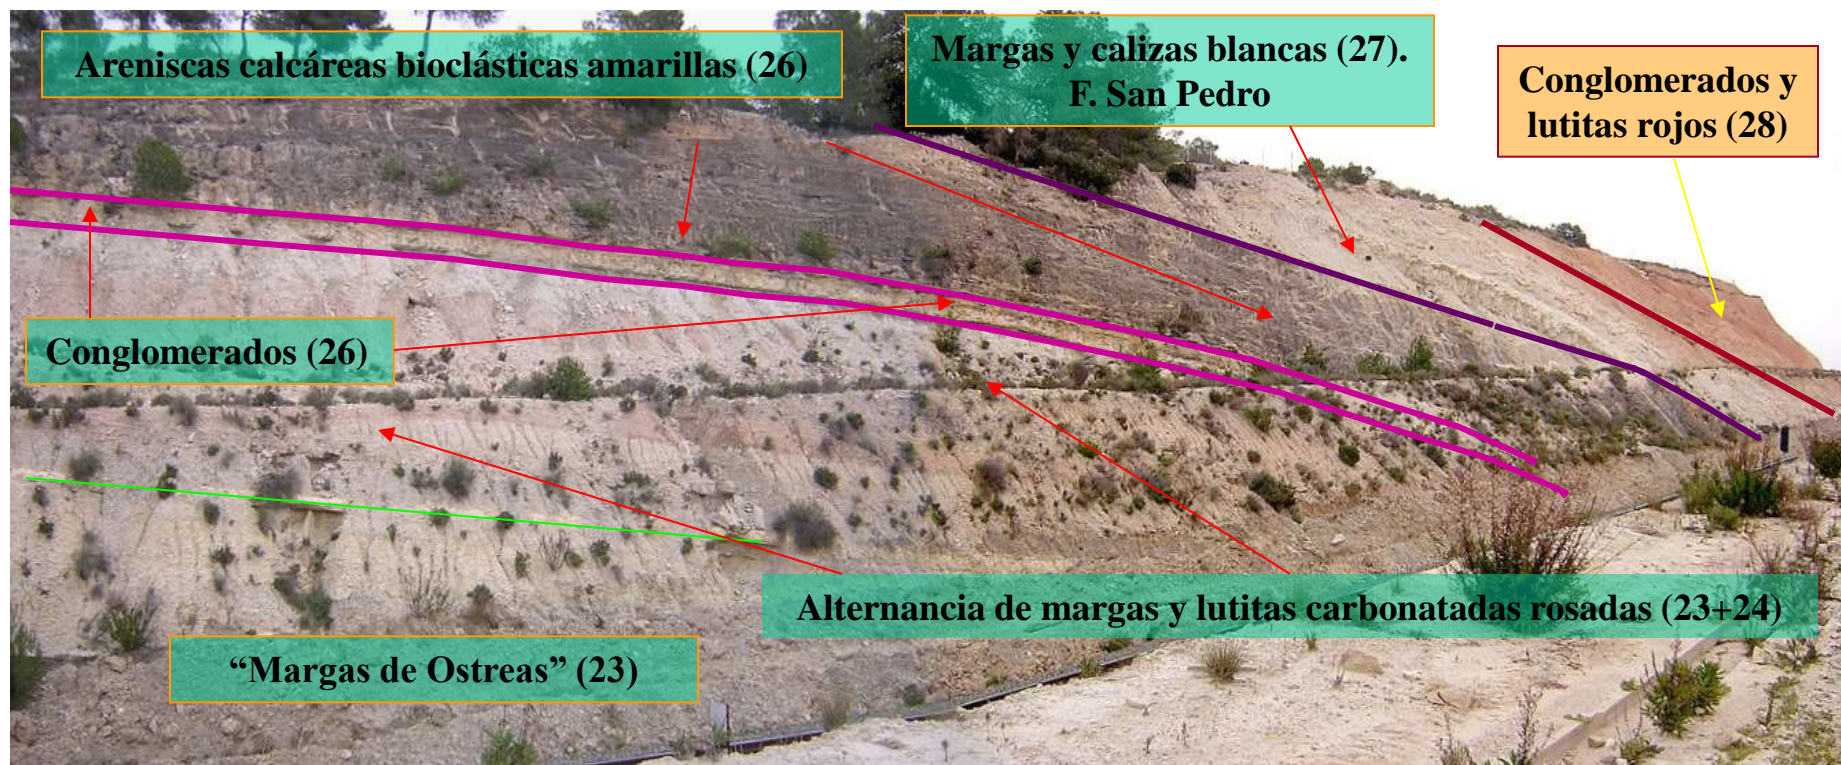 Areniscas calcáreas bioclásticas amarillas (26)
Margas y calizas blancas (27).
F. San Pedro
Conglomerados y
lutitas rojos (28)
Conglomerados (26)
Alternancia de margas y lutitas carbonatadas rosadas (23+24)
“Margas de Ostreas” (23)